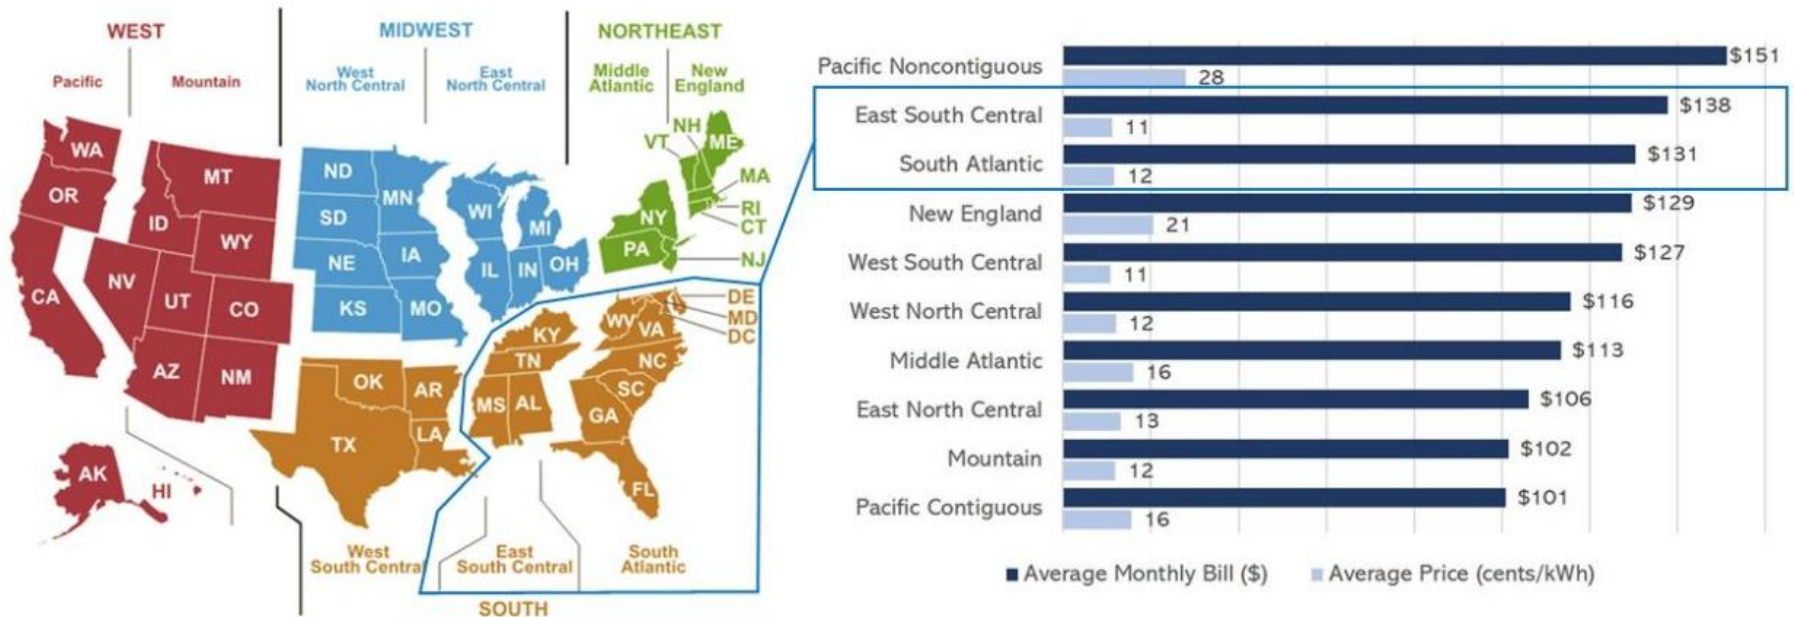 WEST
MIDWEST
NORTHEAST
Pacific
Mountain
West
North Central
East
North Central
Middle
Atlantic
New
England
WA
OR
CA
NV
ID
MT
WY
UT
CO
AZ
NM
AK
HI
ND
SD
NE
KS
MN
IA
MO
WI
MI
IL
IN
OH
VT
NH
ME
MA
RI
CT
NJ
NY
PA
TX
OK
AR
LA
KY
TN
MS
AL
WV
VA
NC
SC
GA
FL
DE
MD
DC
West
South Central
East
South Central
South
Atlantic
SOUTH
Pacific Noncontiguous
$151
28
East South Central
$138
11
South Atlantic
$131
12
New England
$129
21
West South Central
$127
11
West North Central
$116
12
Middle Atlantic
$113
16
East North Central
$106
13
Mountain
$102
12
Pacific Contiguous
$101
16
Average Monthly Bill ($)
Average Price (cents/kWh)